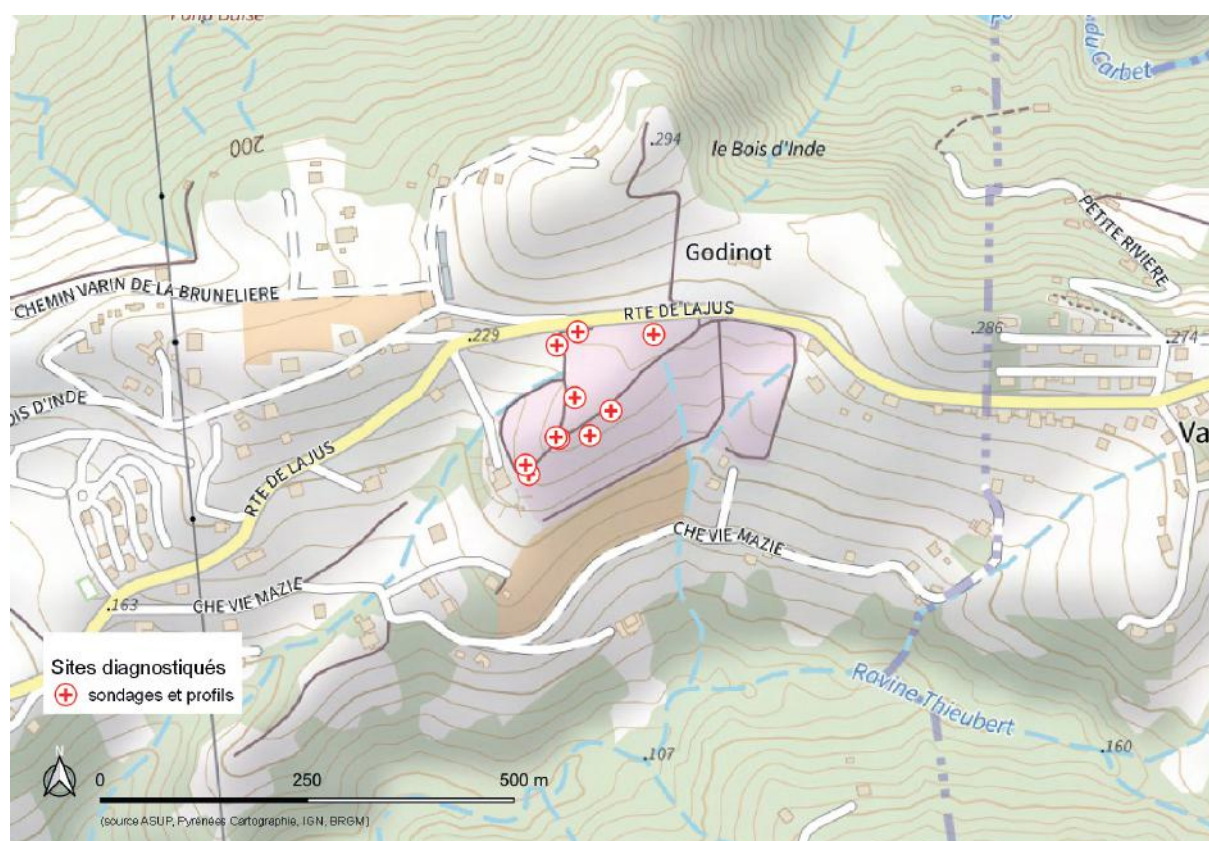 200
.294
le Bois d'Inde
du Carbet
PETITE RIVIERE
Godinot
CHEMIN VARIN DE LA BRUNELIERE
RTE DE LAJUS
.229
.286
.274
OIS D'INDE
Va
RTE DE LAJUS
CHE VIE MAZIE
.163
CHE VIE MAZIE
Ravine Thieubert
.107
.160
Sites diagnostiqués
sondages et profils
N
0 250 500 m
(source ASUP, Pyrénées Cartographie, IGN, BRGM)